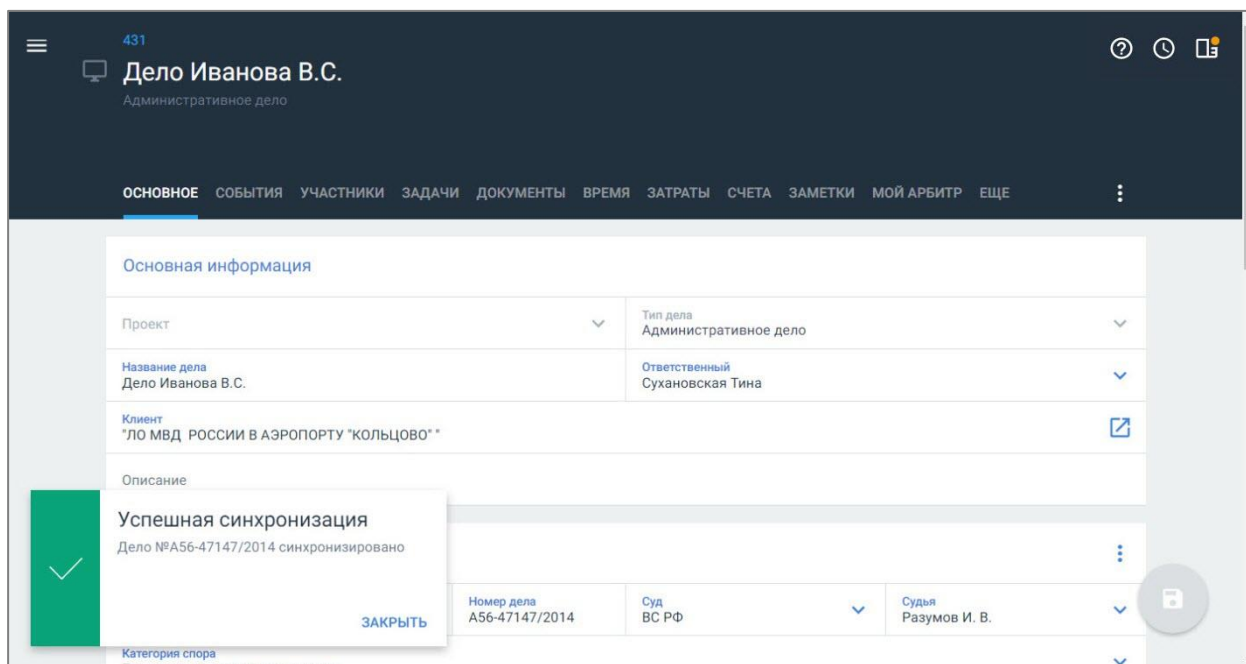 431
Дело Иванова В.С.
Административное дело
ОСНОВНОЕ СОБЫТИЯ УЧАСТНИКИ ЗАДАЧИ ДОКУМЕНТЫ ВРЕМЯ ЗАТРАТЫ СЧЕТА ЗАМЕТКИ МОЙ АРБИТР ЕЩЕ
Основная информация
Проект
Тип дела
Административное дело
Название дела
Дело Иванова В.С.
Ответственный
Сухановская Тина
Клиент
"ЛО МВД РОССИИ В АЭРОПОРТУ "КОЛЬЦОВО" "
Описание
Успешная синхронизация
Дело №А56-47147/2014 синхронизировано
ЗАКРЫТЬ
Номер дела
А56-47147/2014
Суд
ВС РФ
Судья
Разумов И. В.
Категория спора